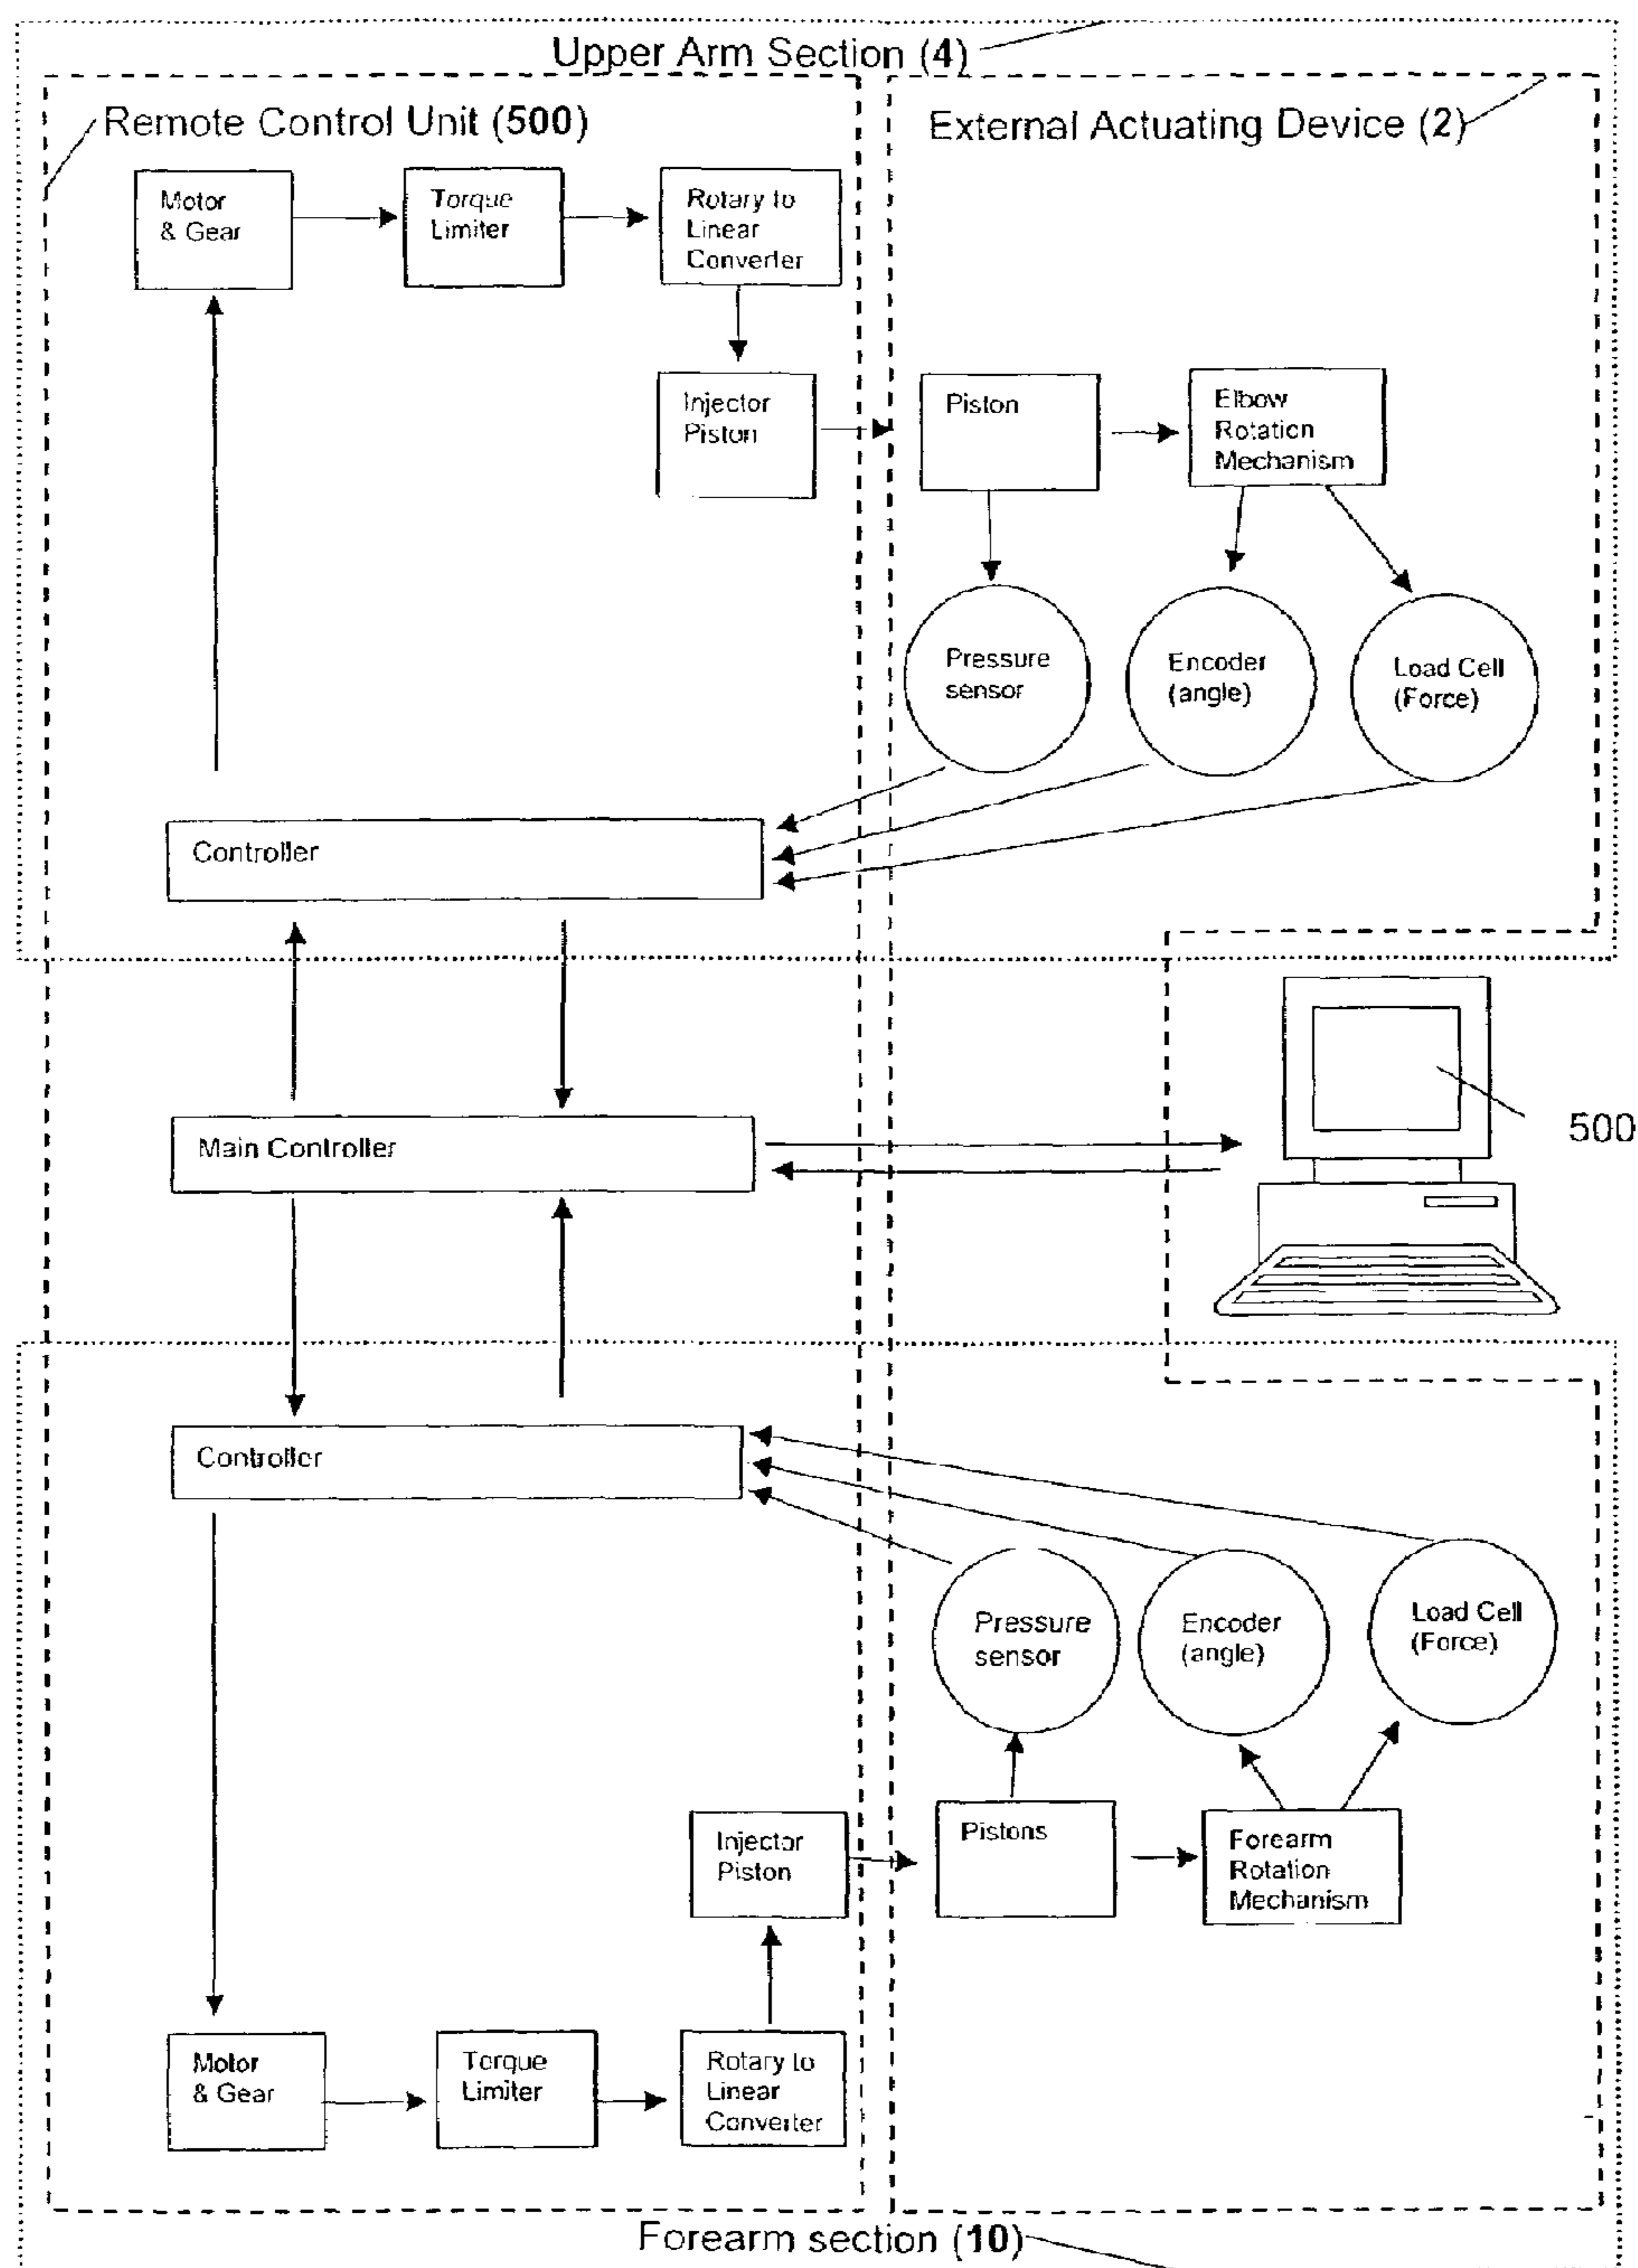 Upper Arm Section (4)
Remote Control Unit (500)
External Actuating Device (2)
Motor
& Gear
Torque
Limiter
Rotary to
Linear
Converter
Injector
Piston
Piston
Elbow
Rotation
Mechanism
Pressure
sensor
Encoder
(angle)
Load Cell
(Force)
Controller
Main Controller
500
Controller
Pressure
sensor
Encoder
(angle)
Load Cell
(Force)
Injector
Piston
Pistons
Forearm
Rotation
Mechanism
Motor
& Gear
Torque
Limiter
Rotary to
Linear
Converter
Forearm section (10)